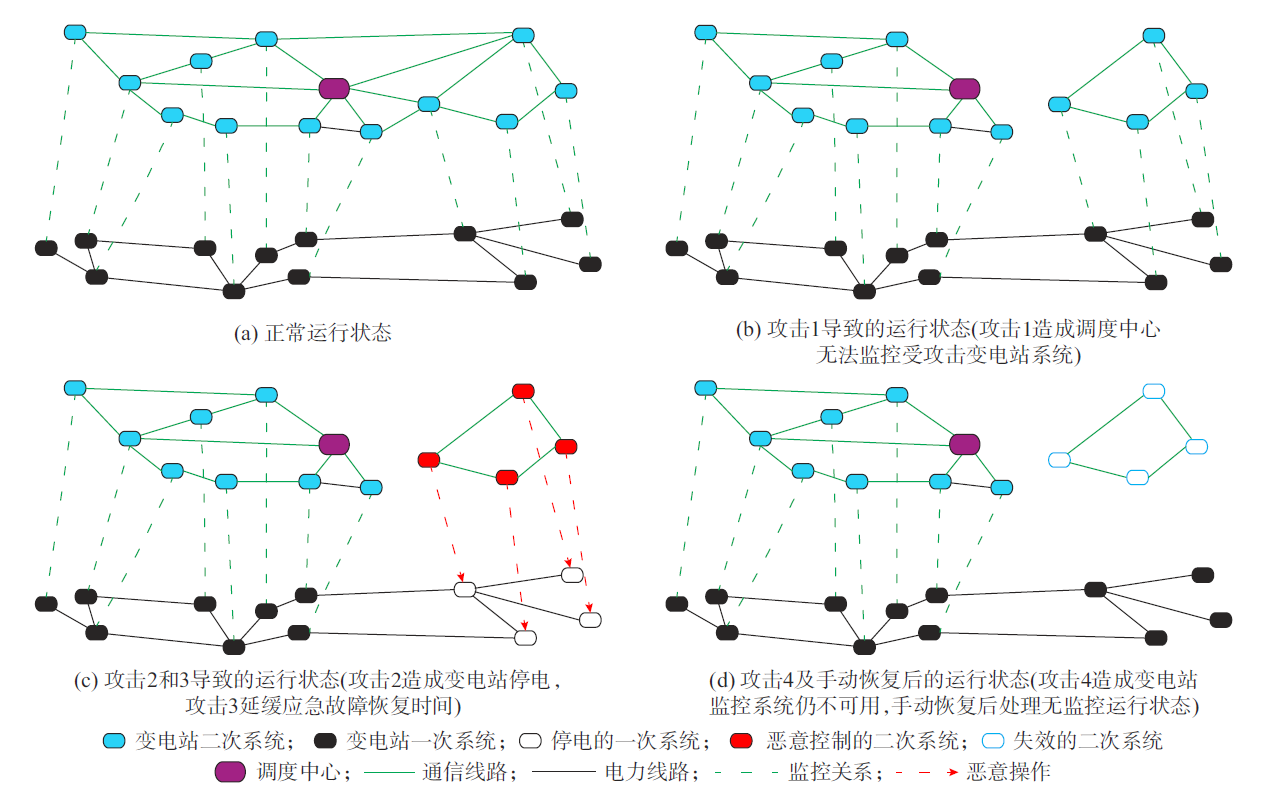 (a) 正常运行状态
(b) 攻击1导致的运行状态(攻击1造成调度中心
无法监控受攻击变电站系统)
(c) 攻击2和3导致的运行状态(攻击2造成变电站停电,
攻击3延缓应急故障恢复时间)
(d) 攻击4及手动恢复后的运行状态(攻击4造成变电站
监控系统仍不可用,手动恢复后处理无监控运行状态)
变电站二次系统; 变电站一次系统; 停电的一次系统; 恶意控制的二次系统; 失效的二次系统
调度中心; 通信线路; 电力线路; 监控关系; 恶意操作